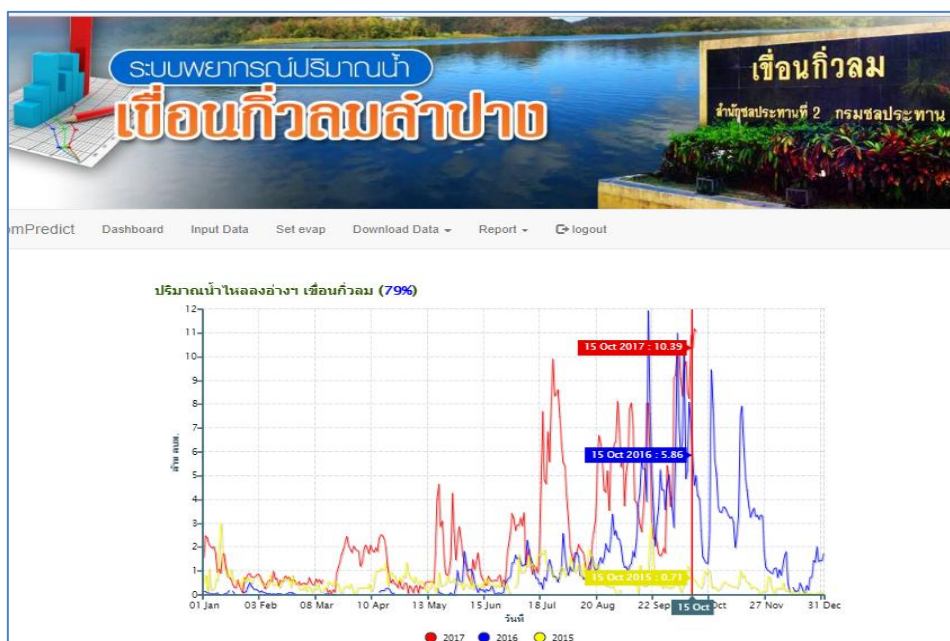 ระบบพยากรณ์ปริมาณน้ำ
เขื่อนกิ่วลมลำปาง
เขื่อนกิ่วลม
สำนักชลประทานที่ 2 กรมชลประทาน
omPredict Dashboard Input Data Set evap Download Data Report logout
ปริมาณน้ำไหลลงอ่างฯ เขื่อนกิ่วลม (79%)
12
11
10
9
8
7
6
5
4
3
2
1
0
ล้าน ลบม.
15 Oct 2017 : 10.39
15 Oct 2016 : 5.86
15 Oct 2015 : 0.71
01 Jan 03 Feb 08 Mar 10 Apr 13 May 15 Jun 18 Jul 20 Aug 22 Sep 15 Oct Oct 27 Nov 31 Dec
วันที่
2017 2016 2015